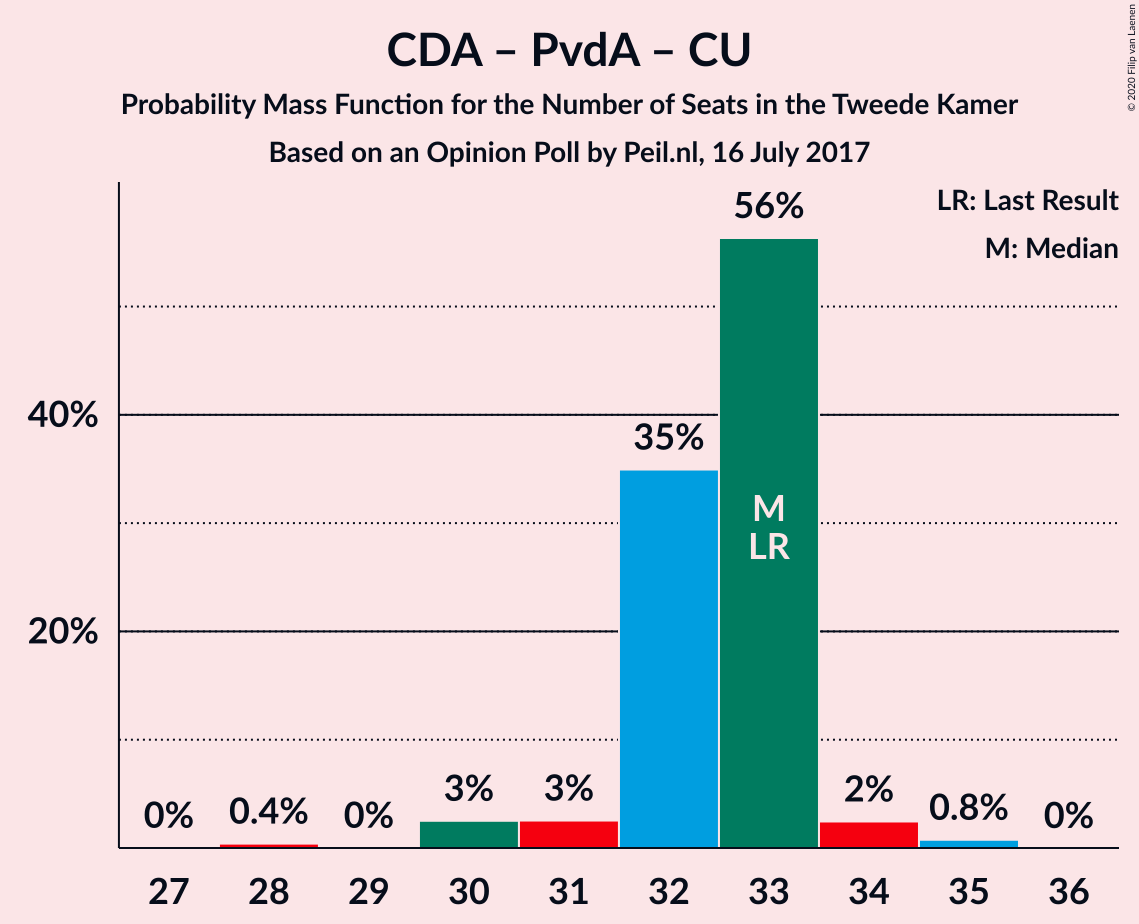 CDA – PvdA – CU
Probability Mass Function for the Number of Seats in the Tweede Kamer
Based on an Opinion Poll by Peil.nl, 16 July 2017
© 2020 Filip van Laenen
LR: Last Result
M: Median
56%
40%
35%
M
LR
20%
0%
0.4%
0%
3%
3%
2%
0.8%
0%
27 28 29 30 31 32 33 34 35 36